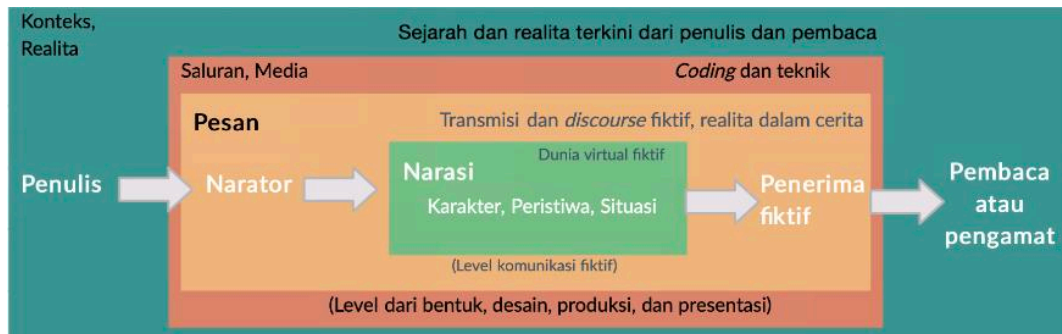 Konteks,
Realita
Sejarah dan realita terkini dari penulis dan pembaca
Saluran, Media
Coding dan teknik
Pesan
Transmisi dan discourse fiktif, realita dalam cerita
Dunia virtual fiktif
Penulis
Narator
Narasi
Karakter, Peristiwa, Situasi
Penerima
fiktif
Pembaca
atau
pengamat
(Level komunikasi fiktif)
(Level dari bentuk, desain, produksi, dan presentasi)